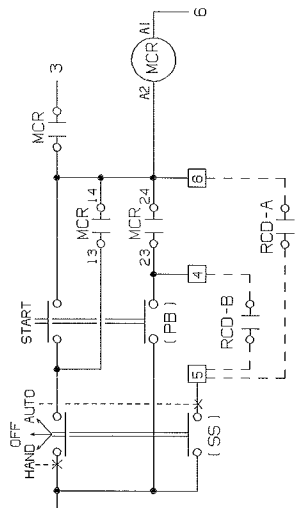 3
6
MCR
A1
MCR
A2
START
MCR
13
14
MCR
23
24
6
RCD-A
4
RCD-B
(PB)
5
HAND
OFF
AUTO
(SS)